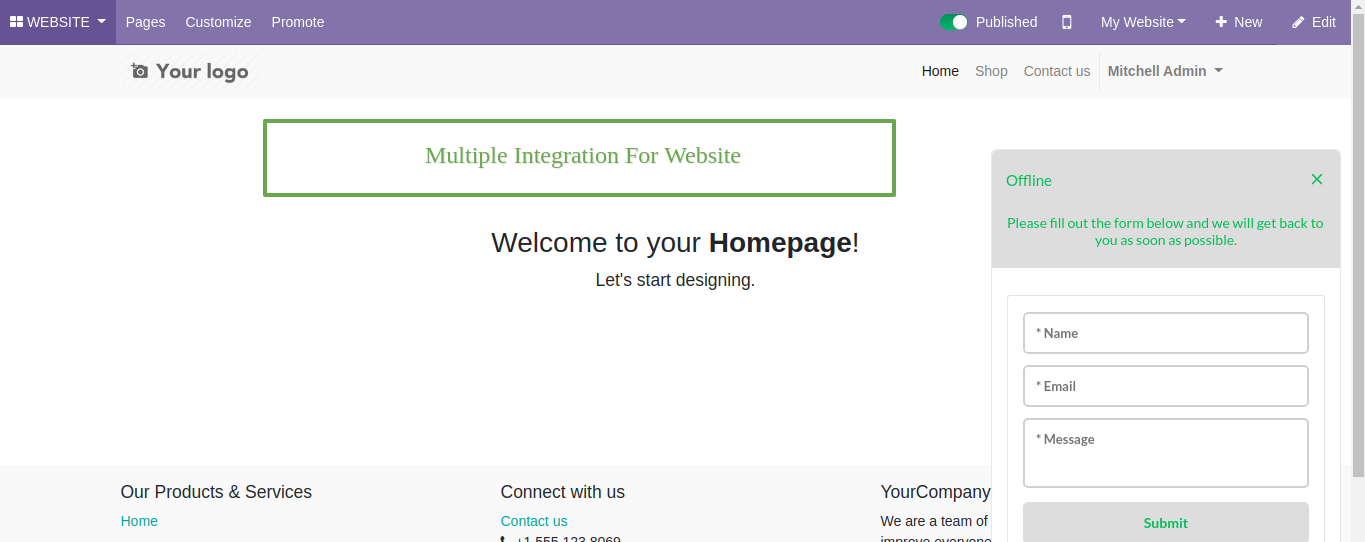 WEBSITE Pages Customize Promote Published My Website New Edit
Your logo
Home Shop Contact us Mitchell Admin
Multiple Integration For Website
Welcome to your Homepage!
Let's start designing.
Offline
Please fill out the form below and we will get back to
you as soon as possible.
* Name
* Email
* Message
Submit
Our Products & Services
Home
Connect with us
Contact us
+1 555 123 8069
YourCompany
We are a team of
improve everyone